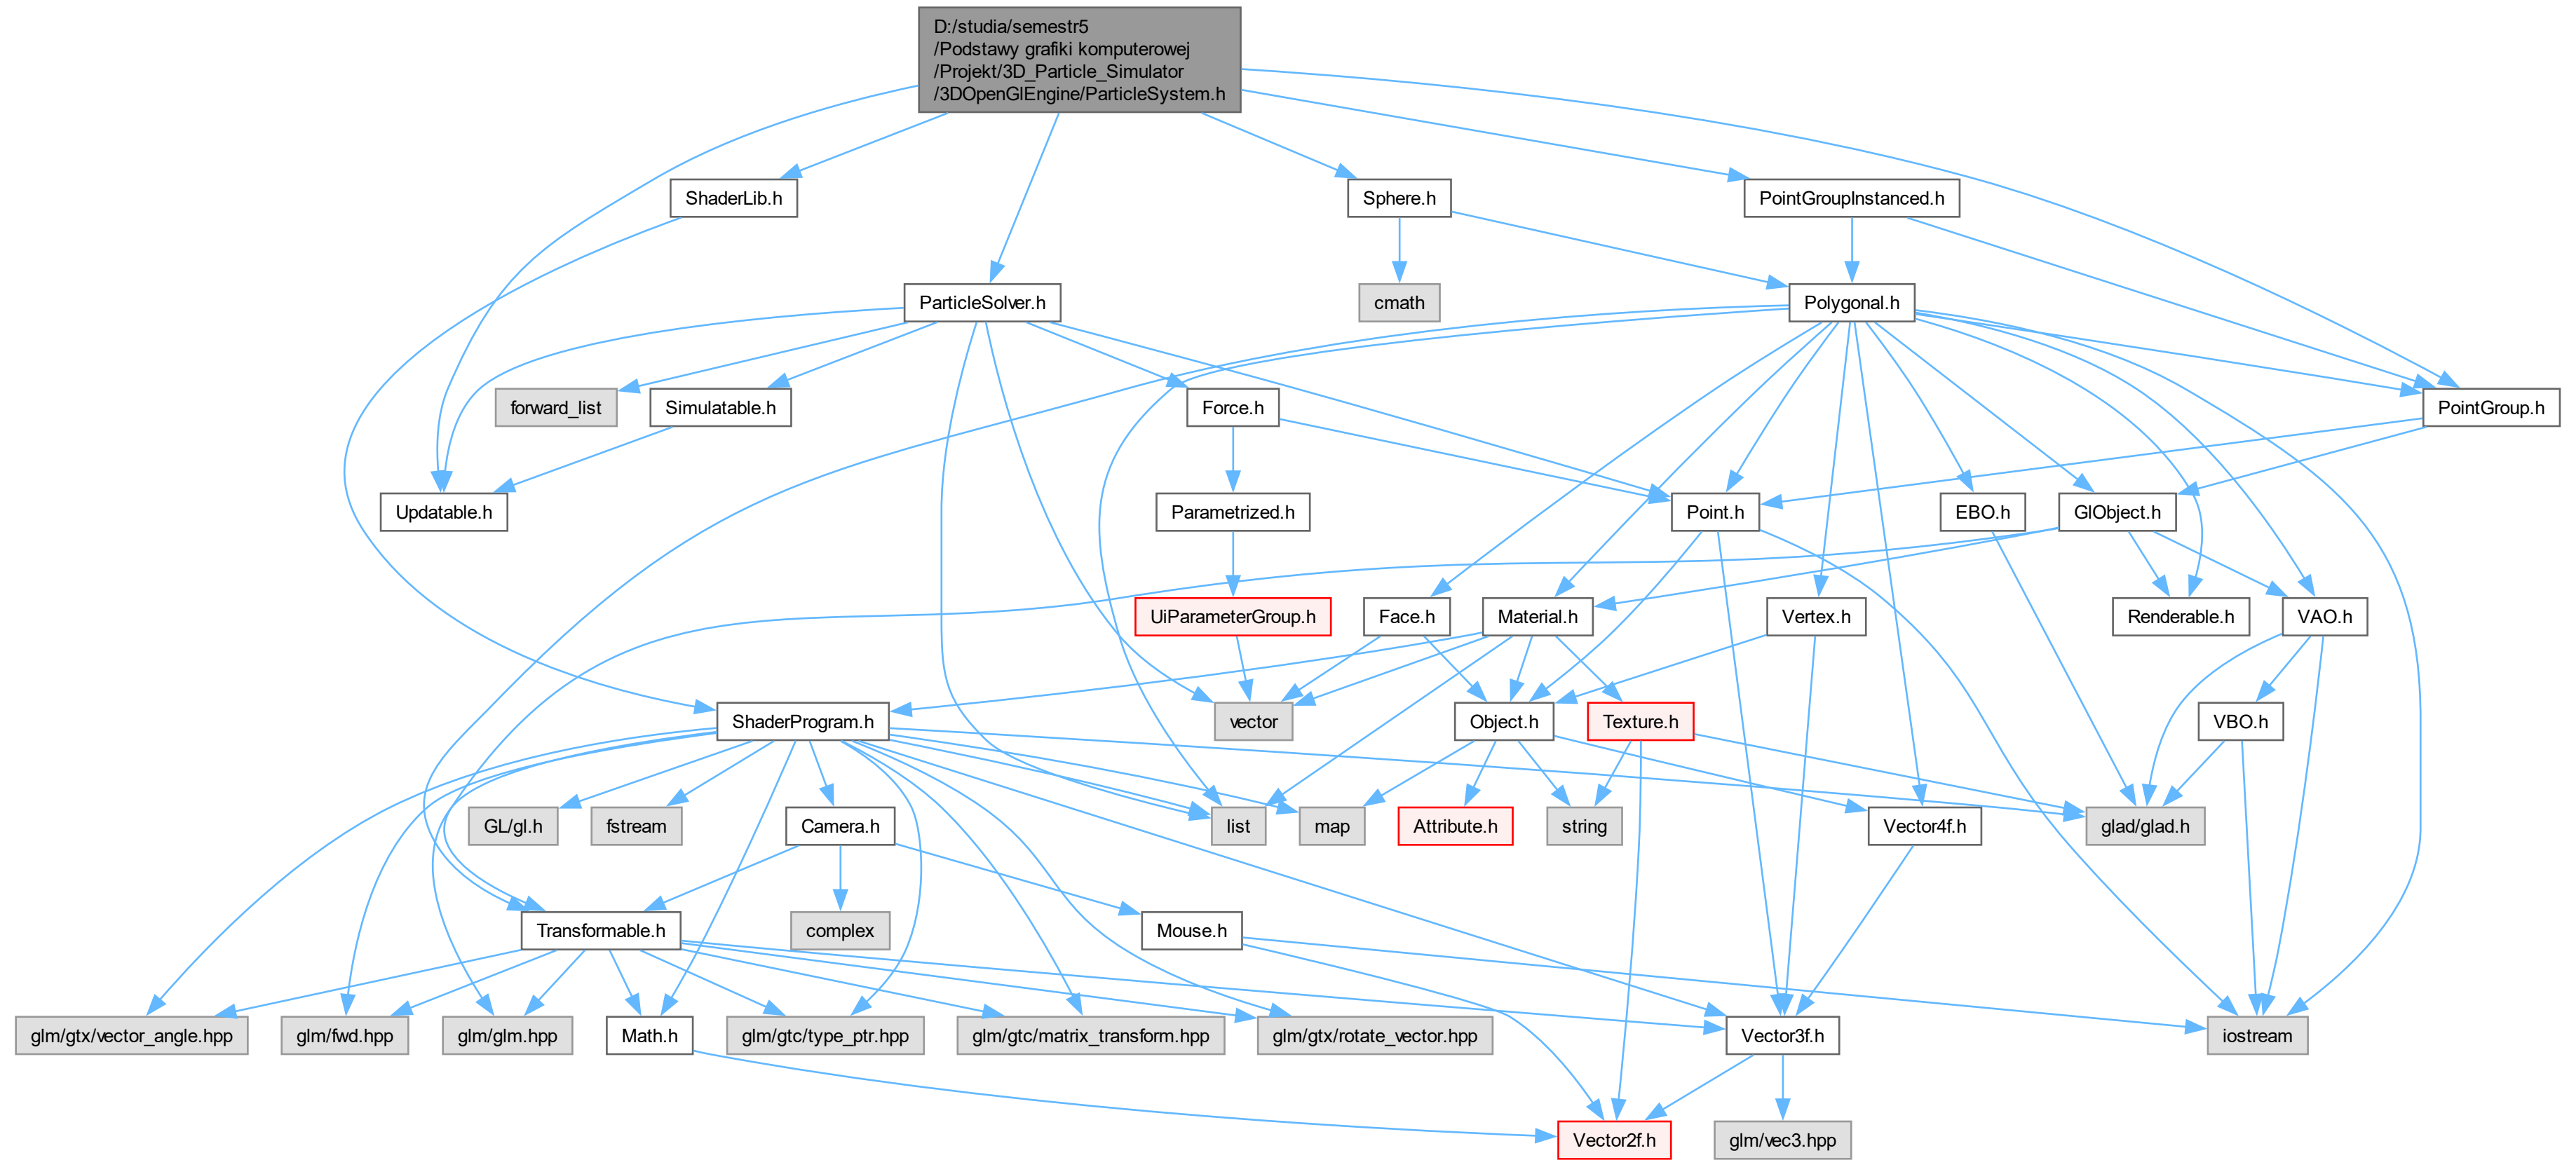 D:/studia/semestr5
/Podstawy grafiki komputerowej
/Projekt/3D_Particle_Simulator
/3DOpenGlEngine/ParticleSystem.h
ShaderLib.h
Sphere.h
PointGroupInstanced.h
ParticleSolver.h
cmath
Polygonal.h
forward_list
Simulatable.h
Force.h
PointGroup.h
Updatable.h
Parametrized.h
Point.h
EBO.h
GlObject.h
UiParameterGroup.h
Face.h
Material.h
Vertex.h
Renderable.h
VAO.h
ShaderProgram.h
vector
Object.h
Texture.h
VBO.h
GL/gl.h
fstream
Camera.h
list
map
Attribute.h
string
Vector4f.h
glad/glad.h
Transformable.h
complex
Mouse.h
glm/gtx/vector_angle.hpp
glm/fwd.hpp
glm/glm.hpp
Math.h
glm/gtc/type_ptr.hpp
glm/gtc/matrix_transform.hpp
glm/gtx/rotate_vector.hpp
Vector3f.h
iostream
Vector2f.h
glm/vec3.hpp